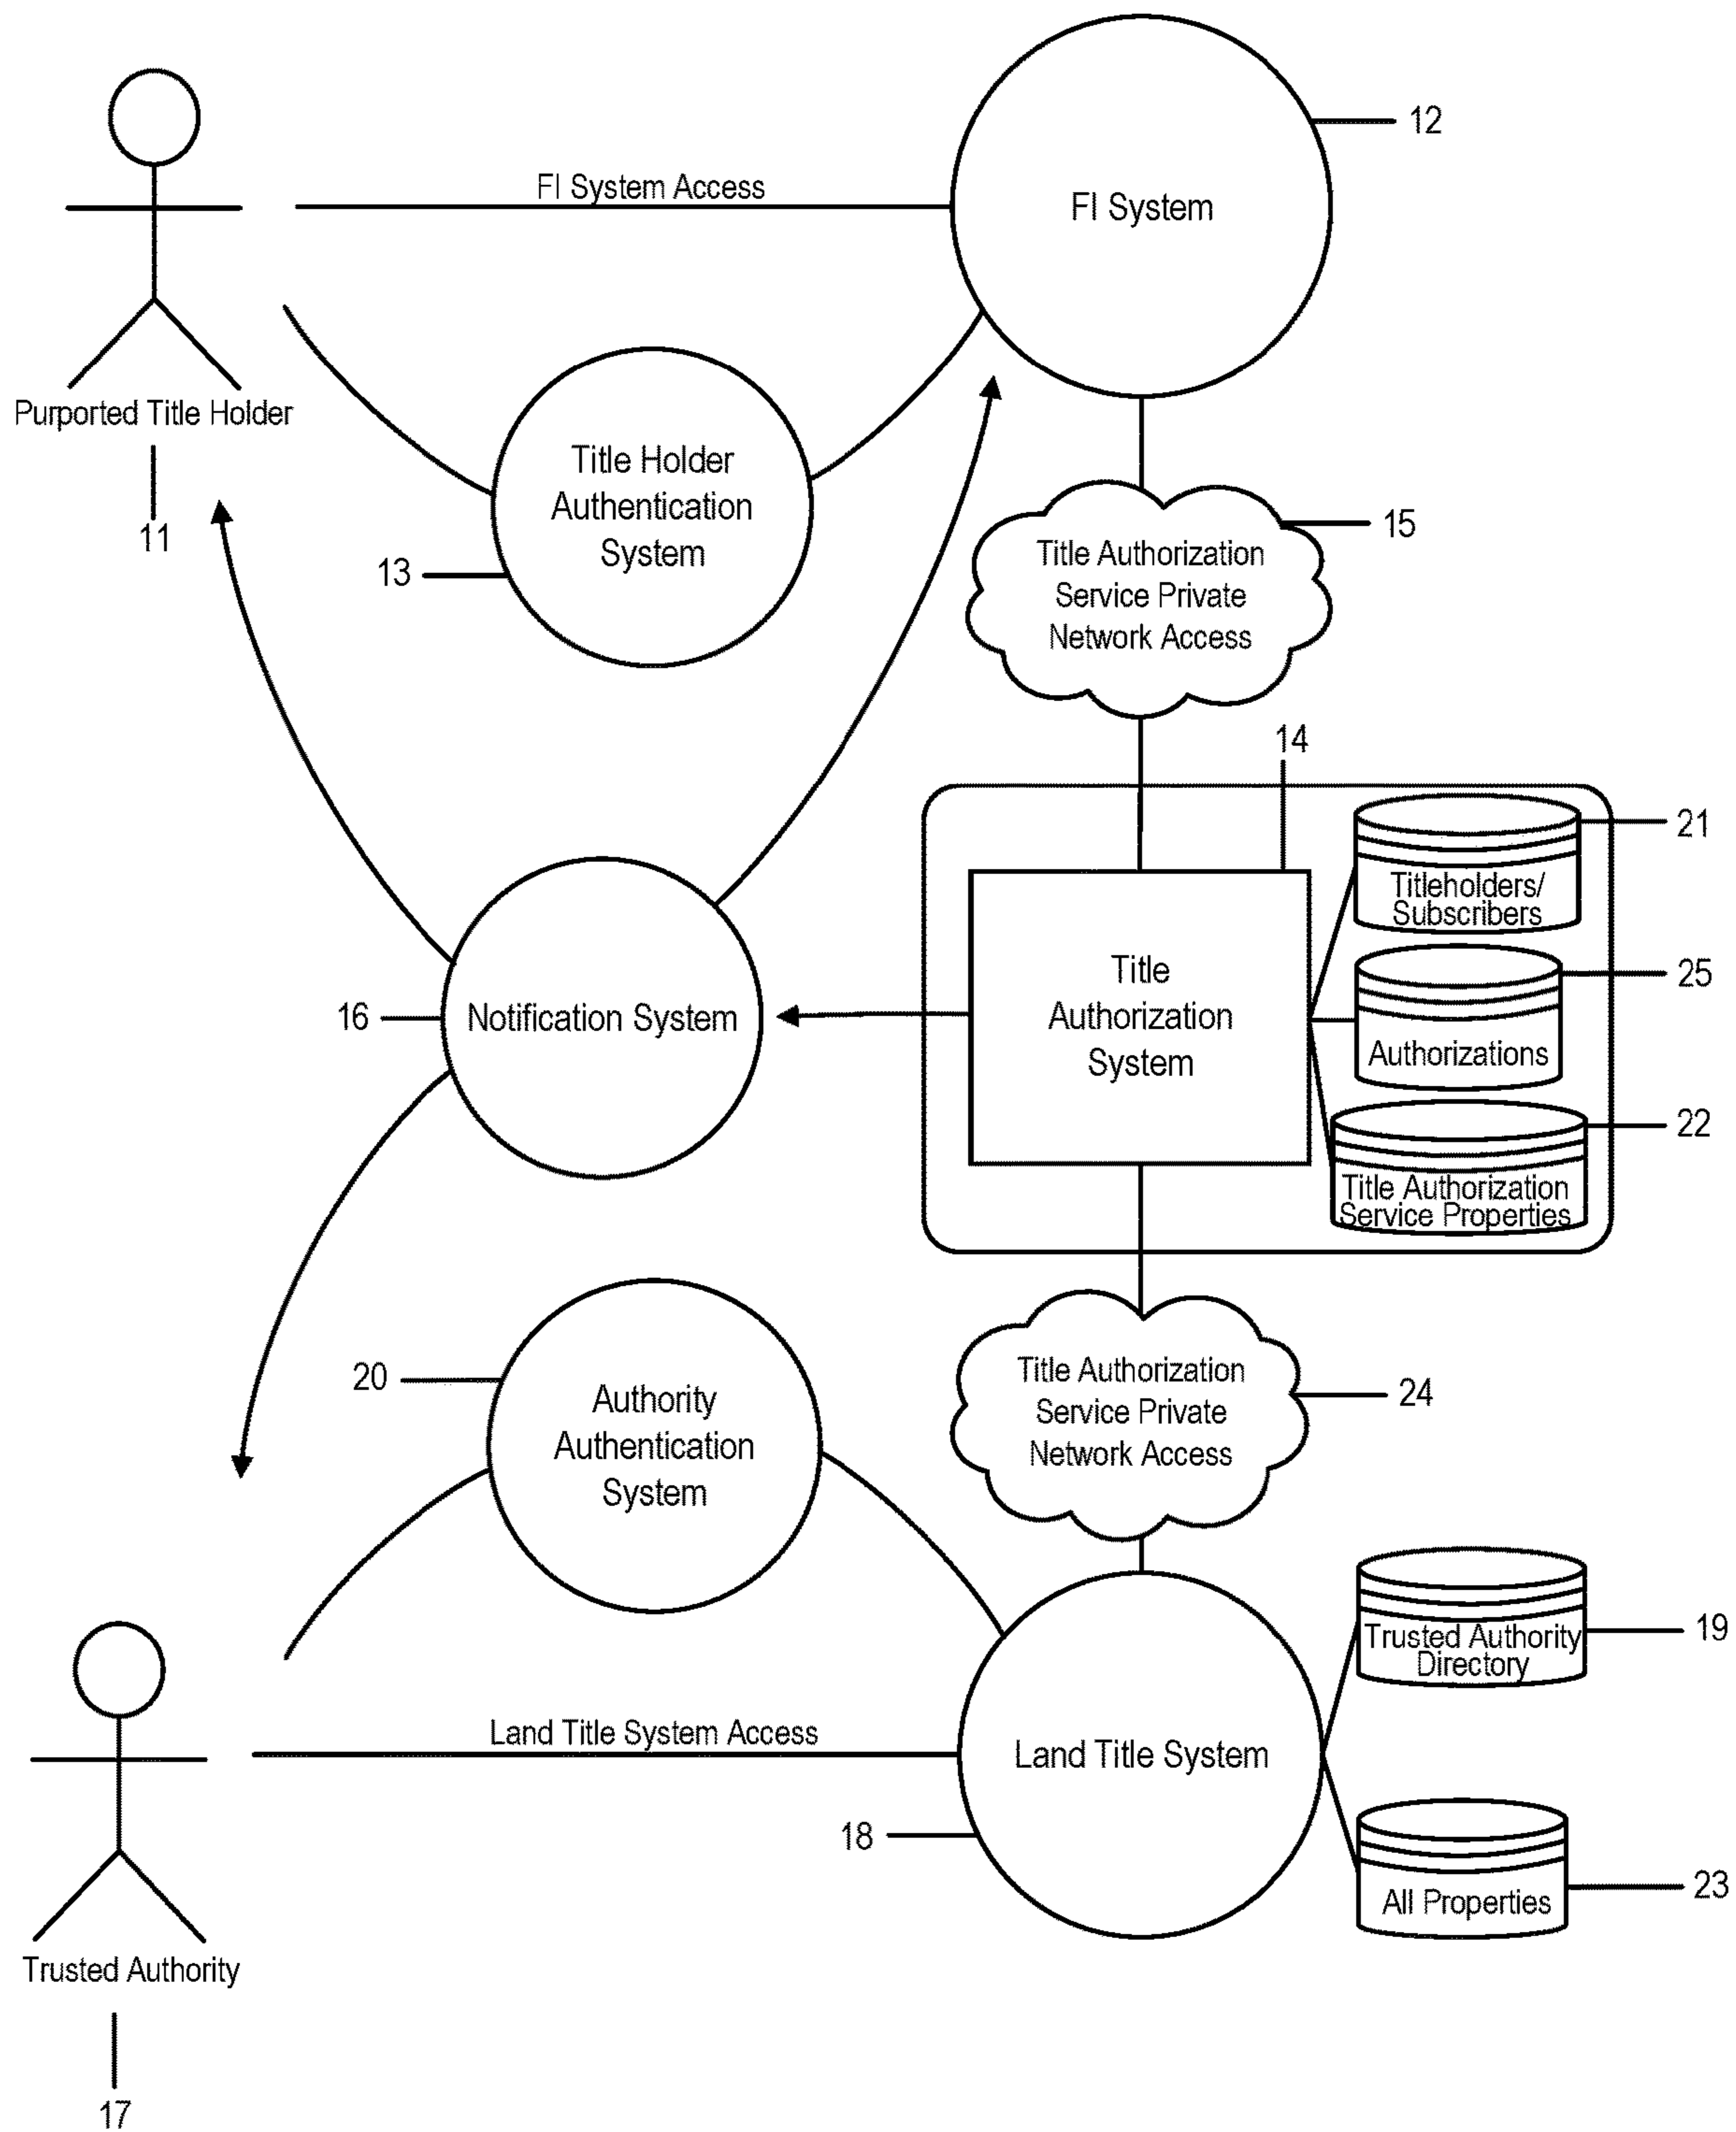 12
FI System Access
FI System
Purported Title Holder
11
Title Holder
Authentication
System
13
15
Title Authorization
Service Private
Network Access
14
21
Titleholders/
Subscribers
25
Authorizations
22
Title Authorization
Service Properties
Title
Authorization
System
16
Notification System
20
Authority
Authentication
System
Title Authorization
Service Private
Network Access
24
19
Trusted Authority
Directory
Land Title System Access
Land Title System
18
23
All Properties
Trusted Authority
17